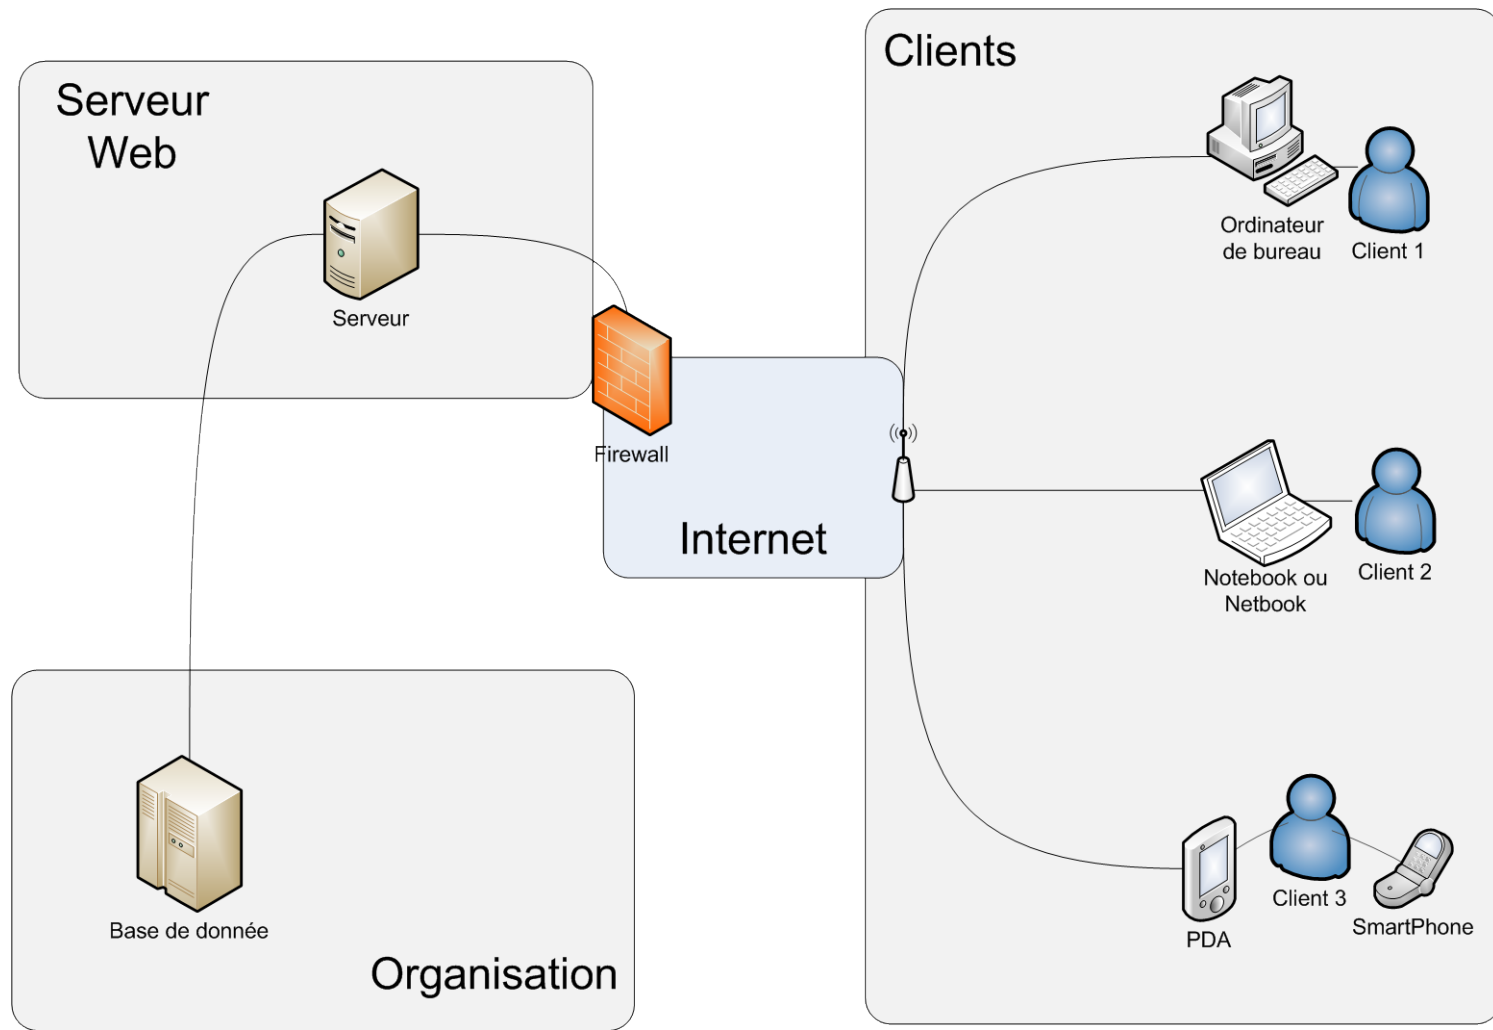 Serveur
Web
Serveur
Firewall
Internet
Base de donnée
Organisation
Clients
Ordinateur
de bureau
Client 1
Notebook ou
Netbook
Client 2
PDA
Client 3
SmartPhone